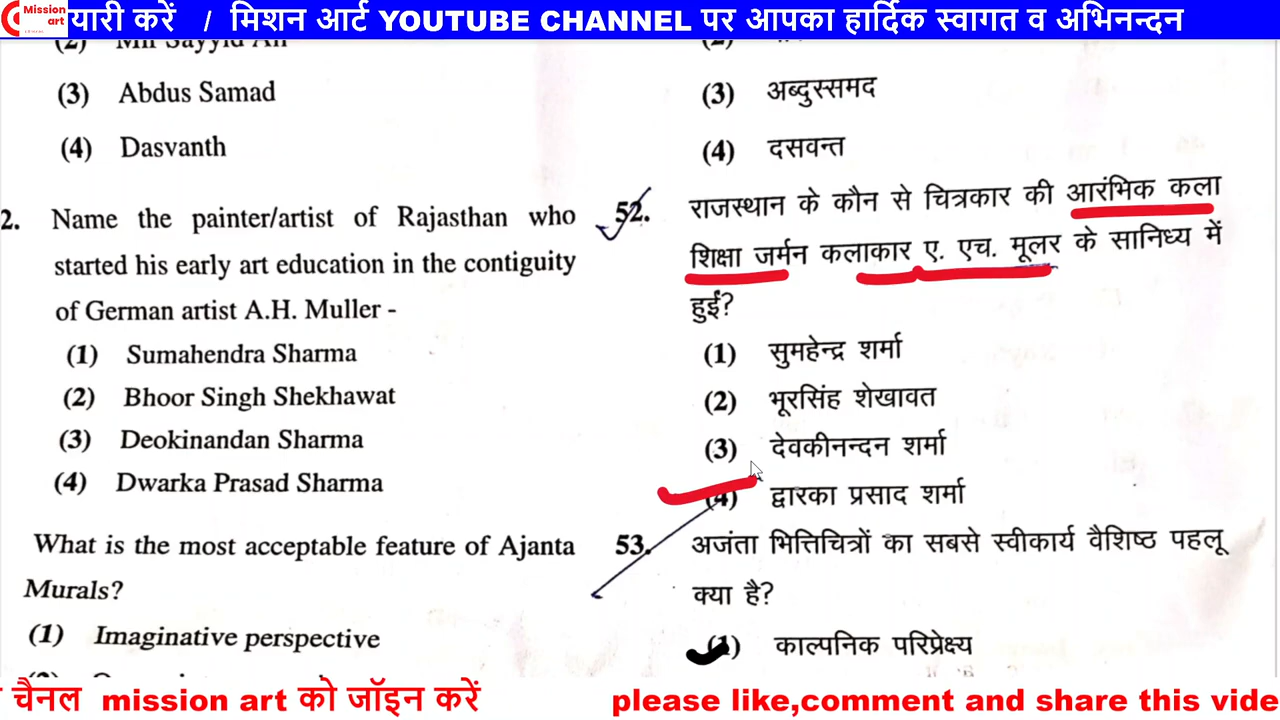 Mission
art
यारी करें / मिशन आर्ट YOUTUBE CHANNEL पर आपका हार्दिक स्वागत व अभिनन्दन
(3) Abdus Samad
(4) Dasvanth
2. Name the painter/artist of Rajasthan who
started his early art education in the contiguity
of German artist A.H. Muller -
(1) Sumahendra Sharma
(2) Bhoor Singh Shekhawat
(3) Deokinandan Sharma
(4) Dwarka Prasad Sharma
What is the most acceptable feature of Ajanta
Murals?
(1) Imaginative perspective
(3) अब्दुस्समद
(4) दसवन्त
52. राजस्थान के कौन से चित्रकार की आरंभिक कला
शिक्षा जर्मन कलाकार ए. एच. मूलर के सानिध्य में
हुईं?
(1) सुमहेन्द्र शर्मा
(2) भूरसिंह शेखावत
(3) देवकीनन्दन शर्मा
(4) द्वारका प्रसाद शर्मा
53. अजंता भित्तिचित्रों का सबसे स्वीकार्य वैशिष्ठ पहलू
क्या है?
(1) काल्पनिक परिप्रेक्ष्य
चैनल mission art को जॉइन करें please like,comment and share this vide